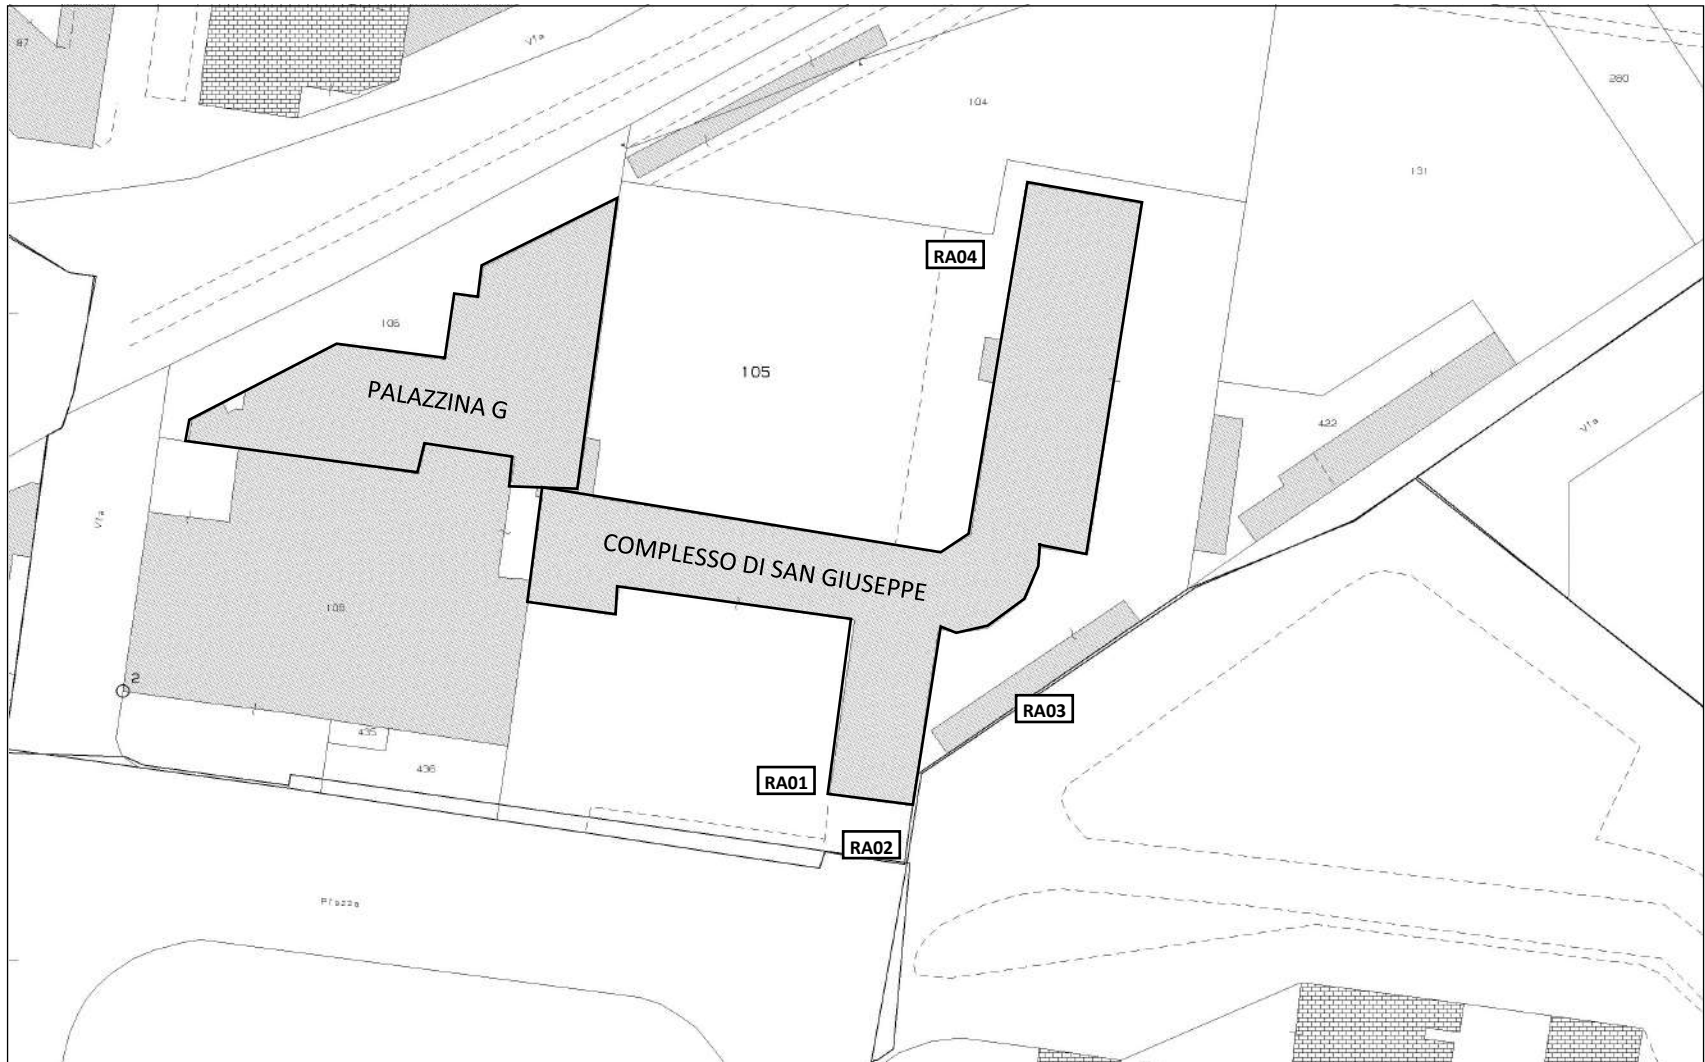 87
Via
104
280
131
RA04
106
105
PALAZZINA G
422
Via
Via
COMPLESSO DI SAN GIUSEPPE
108
2
RA03
435
436
RA01
RA02
Piazza